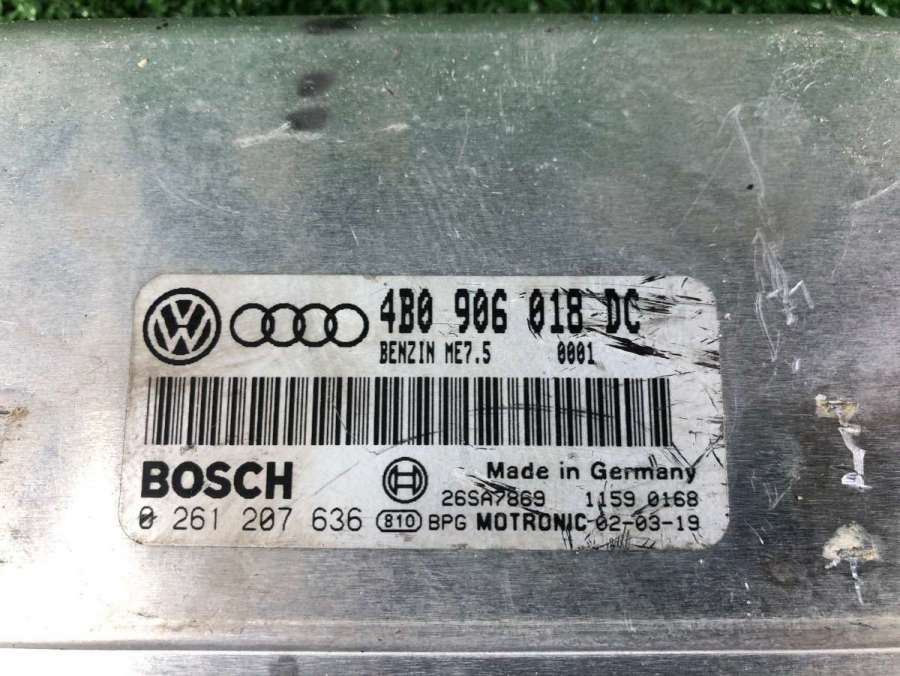 4B0 906 018 DC
BENZIN ME7.5 0001
BOSCH
Made in Germany
26SA7869 1159 0168
0 261 207 636 810 BPG MOTRONIC 02-03-19